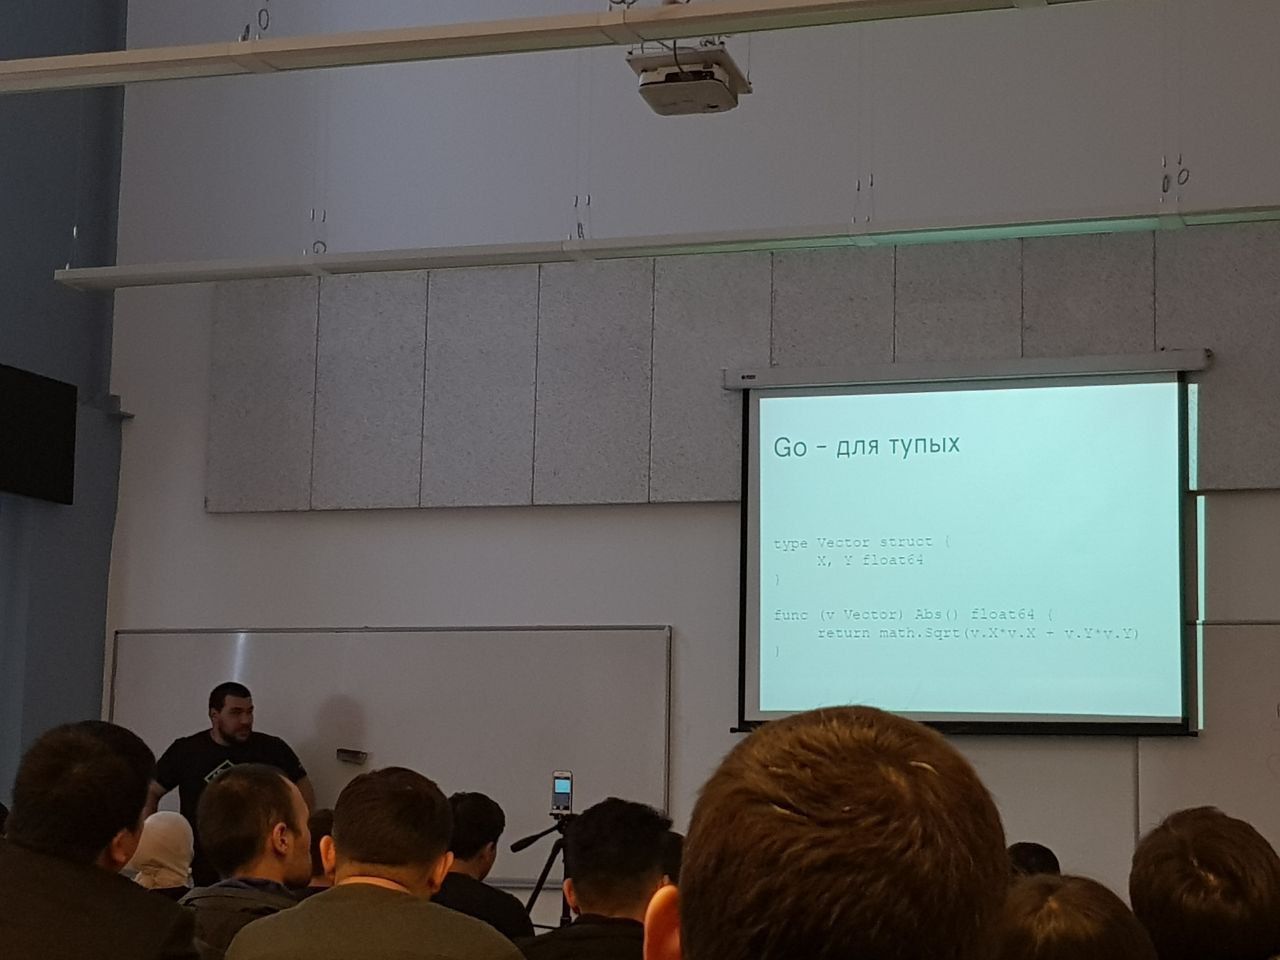 Go - для тупых
type Vector struct {
X, Y float64
}
func (v Vector) Abs() float64 {
return math.Sqrt(v.X*v.X + v.Y*v.Y)
}